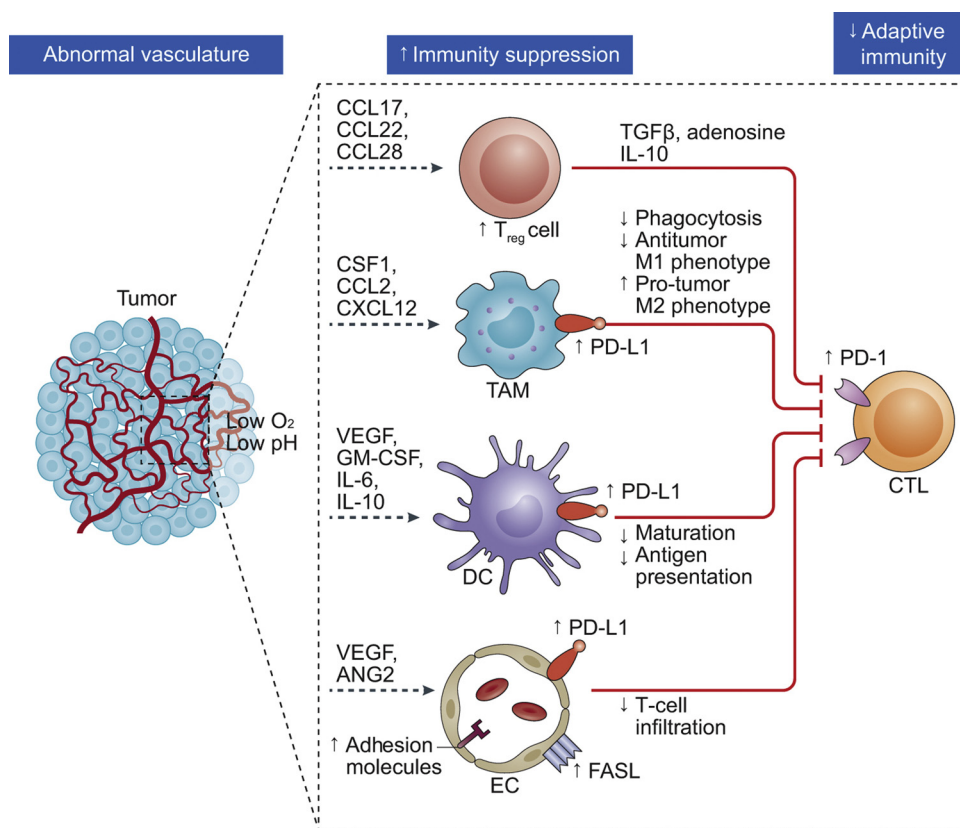 Abnormal vasculature
↑ Immunity suppression
↓ Adaptive
immunity
CCL17,
CCL22,
CCL28
TGFβ, adenosine
IL-10
↑ Treg cell
↓ Phagocytosis
↓ Antitumor
M1 phenotype
↑ Pro-tumor
M2 phenotype
CSF1,
CCL2,
CXCL12
↑ PD-L1
TAM
Tumor
Low O₂
Low pH
↑ PD-1
CTL
VEGF,
GM-CSF,
IL-6,
IL-10
↑ PD-L1
↓ Maturation
↓ Antigen
presentation
DC
↑ PD-L1
VEGF,
ANG2
↓ T-cell
infiltration
↑ Adhesion
molecules
EC
↑ FASL